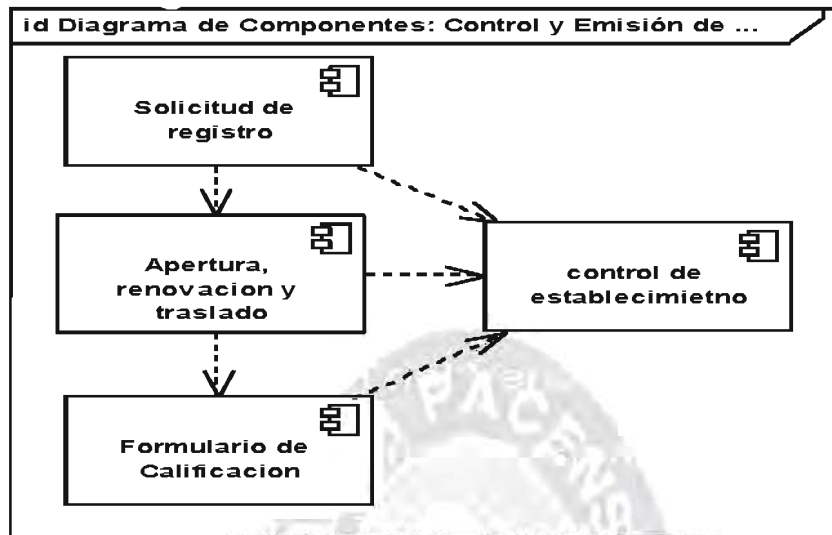 id Diagrama de Componentes: Control y Emisión de ...
Solicitud de
registro
Apertura,
renovacion y
traslado
control de
establecimietno
Formulario de
Calificacion
PACENS